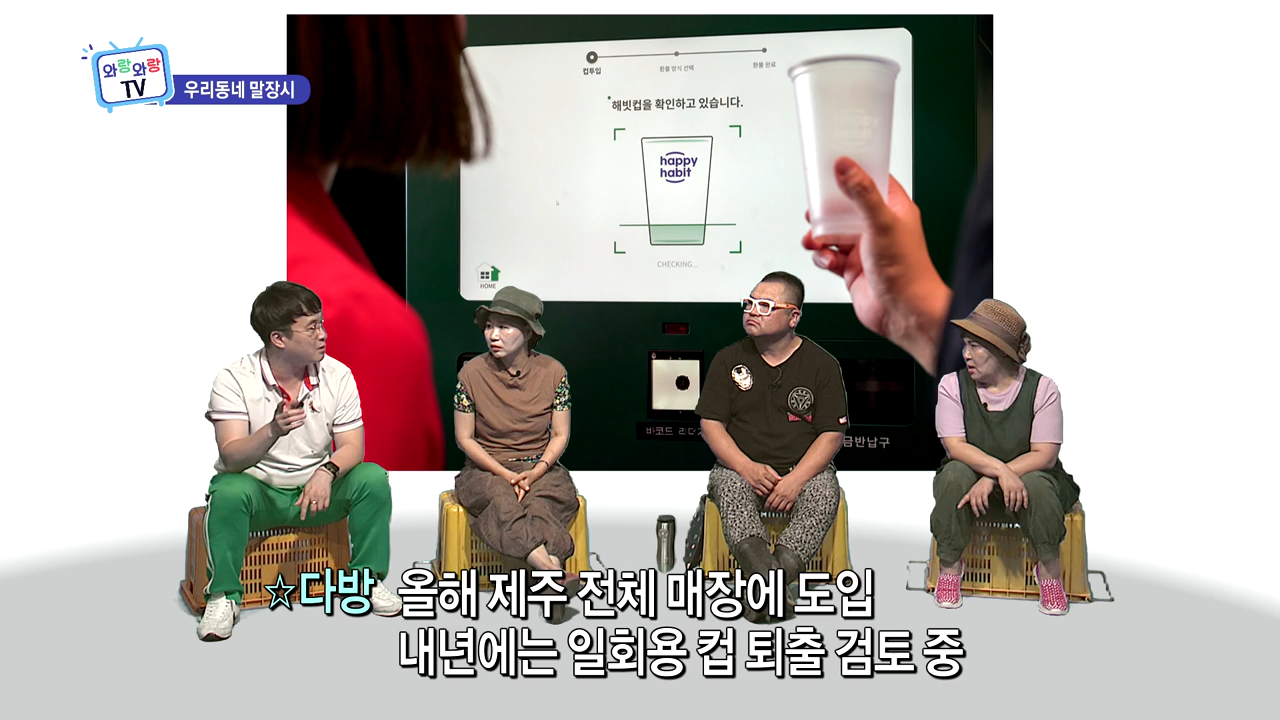 와랑와랑
TV
우리동네 말장시
컵투입
환불 방식 선택
환불 완료
해빗컵을 확인하고 있습니다.
happy
habit
CHECKING...
HOME
바코드 리더기
금반납구
☆다방 올해 제주 전체 매장에 도입
내년에는 일회용 컵 퇴출 검토 중